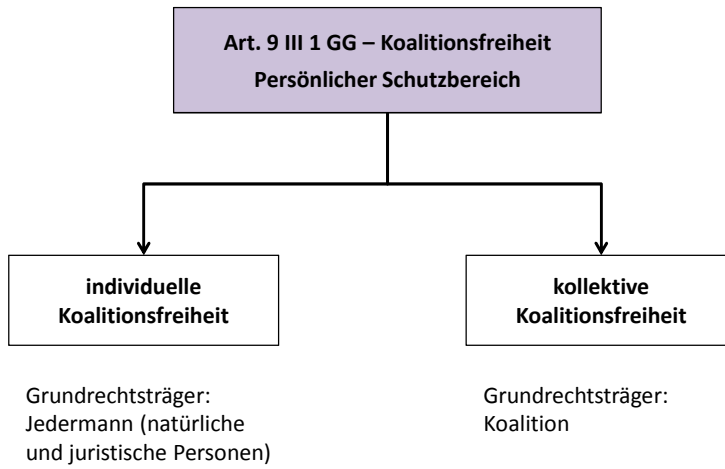 Art. 9 III 1 GG – Koalitionsfreiheit
Persönlicher Schutzbereich
individuelle
Koalitionsfreiheit
kollektive
Koalitionsfreiheit
Grundrechtsträger:
Jedermann (natürliche
und juristische Personen)
Grundrechtsträger:
Koalition